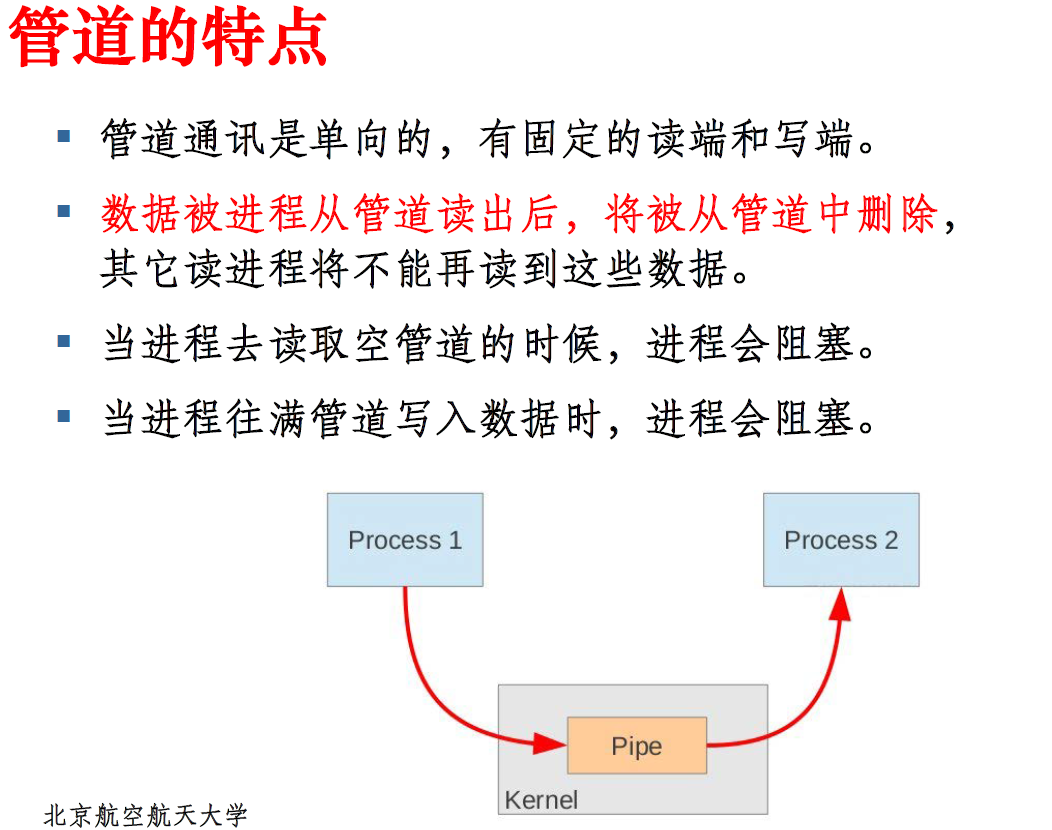 管道的特点
管道通讯是单向的，有固定的读端和写端。
数据被进程从管道读出后，将被从管道中删除，
其它读进程将不能再读到这些数据。
当进程去读取空管道的时候，进程会阻塞。
当进程往满管道写入数据时，进程会阻塞。
Process 1
Process 2
Pipe
Kernel
北京航空航天大学